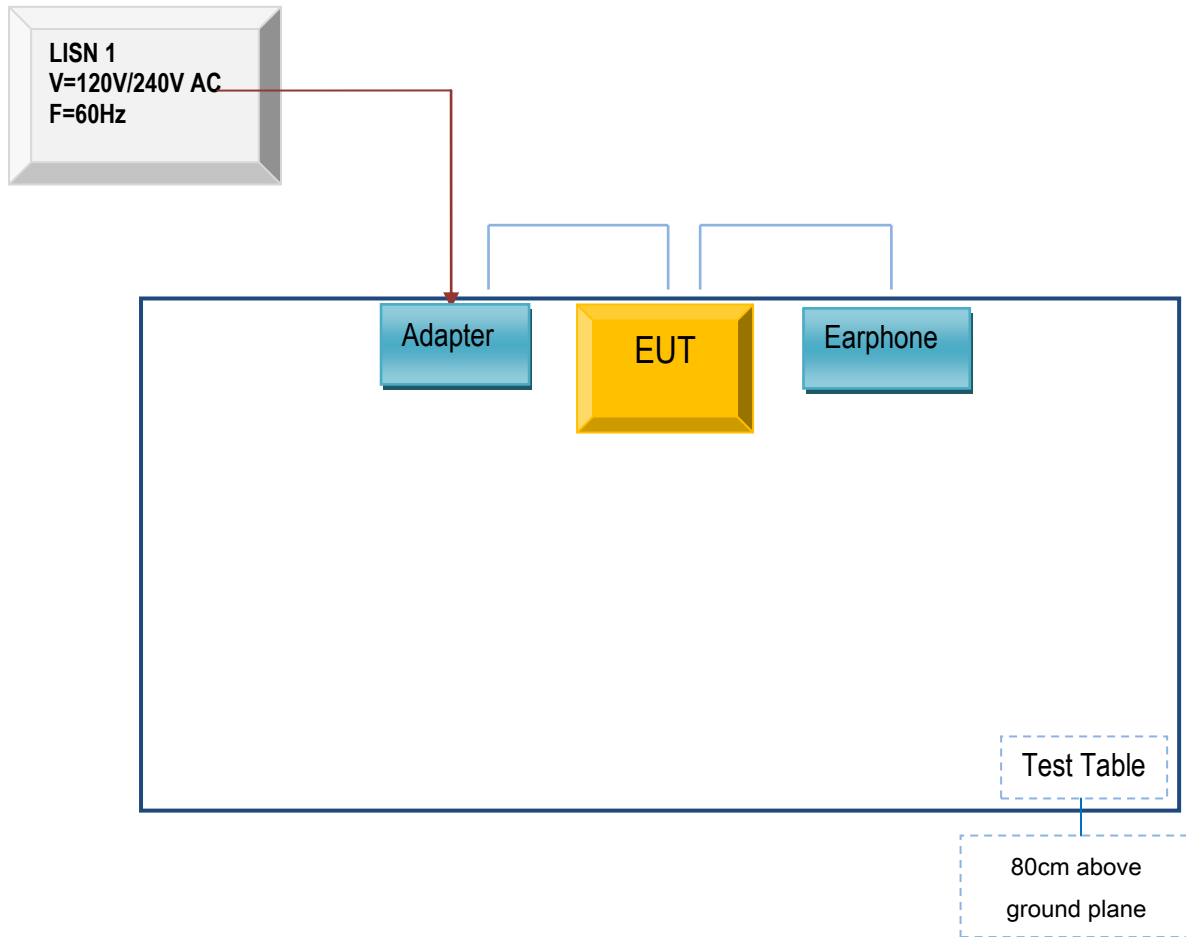 LISN 1
V=120V/240V AC
F=60Hz
Adapter
EUT
Earphone
Test Table
80cm above
ground plane